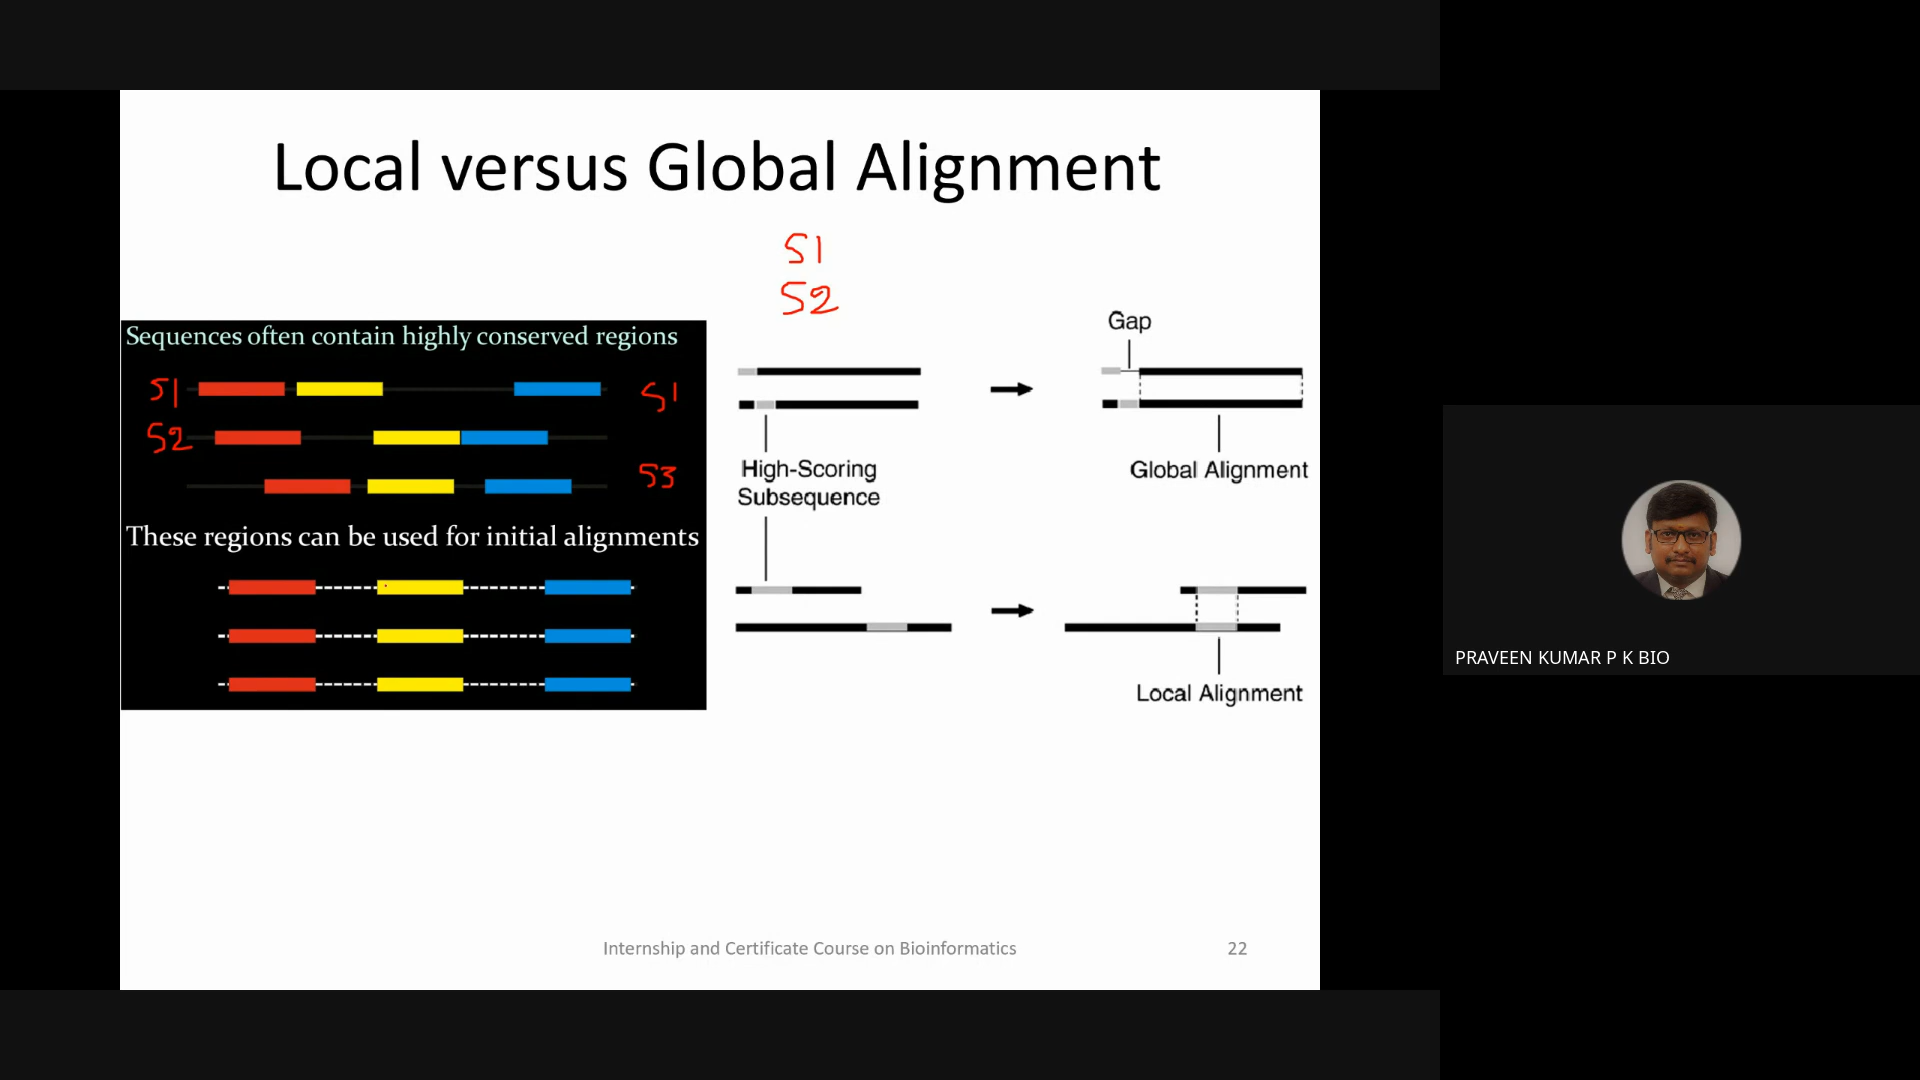 Local versus Global Alignment
S1
S2
Sequences often contain highly conserved regions
S1
S1
S2
S3
These regions can be used for initial alignments
Gap
High-Scoring
Subsequence
Global Alignment
Local Alignment
Internship and Certificate Course on Bioinformatics
22
PRAVEEN KUMAR P K BIO